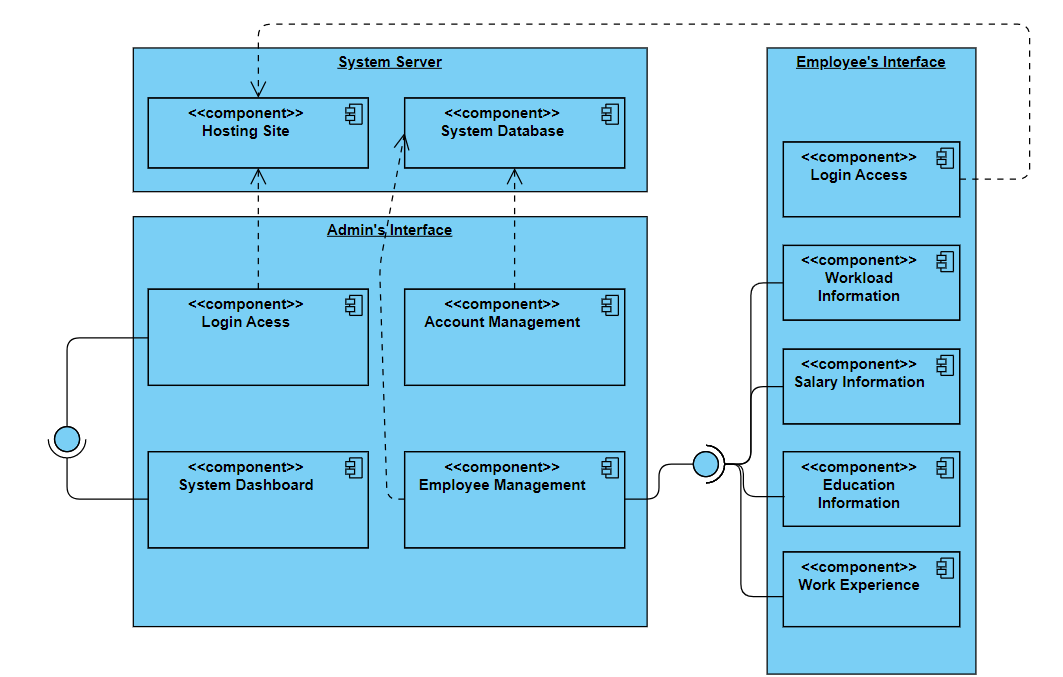 System Server
<<component>>
Hosting Site
<<component>>
System Database
Admin's Interface
<<component>>
Login Acess
<<component>>
Account Management
<<component>>
System Dashboard
<<component>>
Employee Management
Employee's Interface
<<component>>
Login Access
<<component>>
Workload
Information
<<component>>
Salary Information
<<component>>
Education
Information
<<component>>
Work Experience